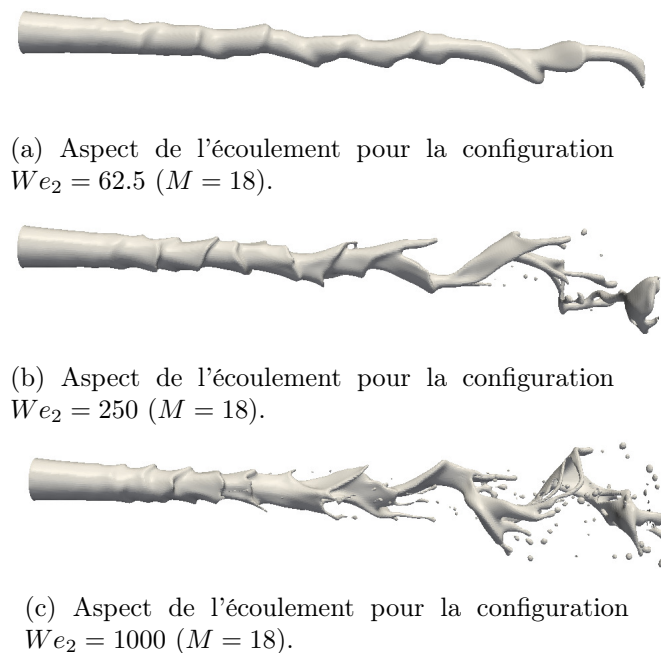 (a) Aspect de l'écoulement pour la configuration
We₂ = 62.5 (M = 18).
(b) Aspect de l'écoulement pour la configuration
We₂ = 250 (M = 18).
(c) Aspect de l'écoulement pour la configuration
We₂ = 1000 (M = 18).